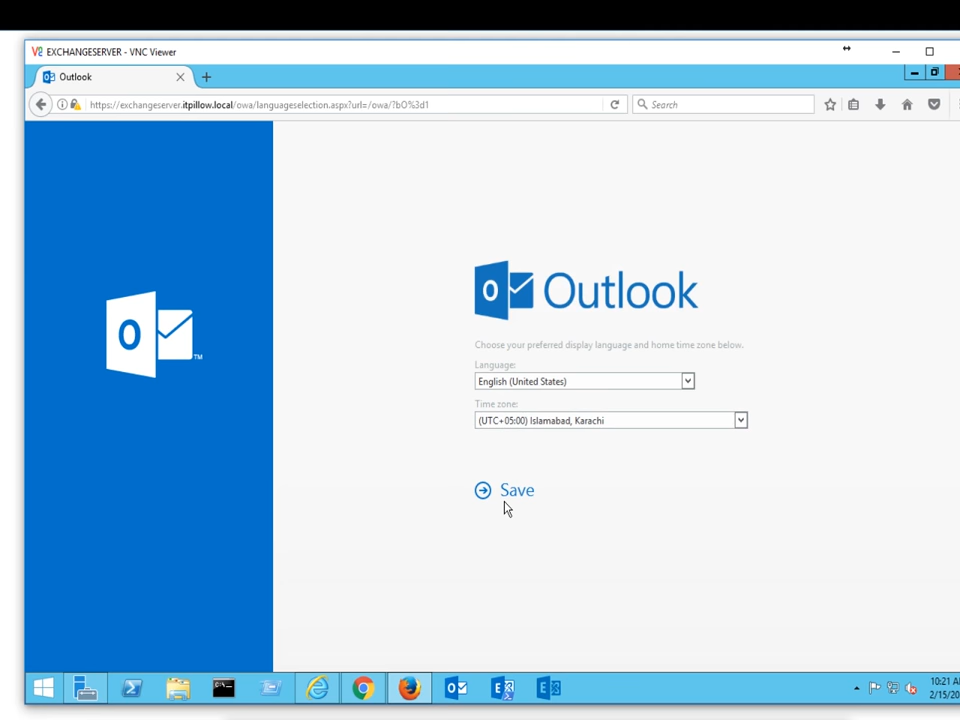 EXCHANGESERVER - VNC Viewer
Outlook
https://exchangeserver.itpillow.local/owa/languageselection.aspx?url=/owa/?bO%3d1
Search
Outlook
Choose your preferred display language and home time zone below.
Language:
English (United States)
Time zone:
(UTC+05:00) Islamabad, Karachi
Save
TM
10:21 A
2/15/20